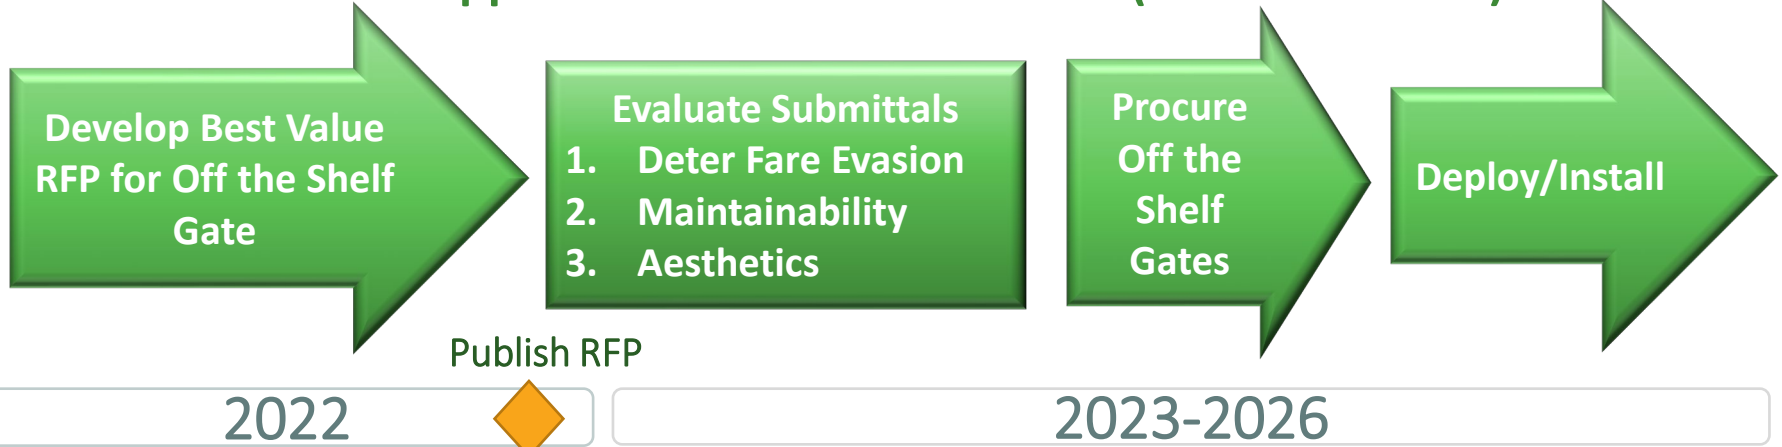 Develop Best Value
RFP for Off the Shelf
Gate
Evaluate Submittals
1. Deter Fare Evasion
2. Maintainability
3. Aesthetics
Procure
Off the
Shelf
Gates
Deploy/Install
Publish RFP
2022
2023-2026